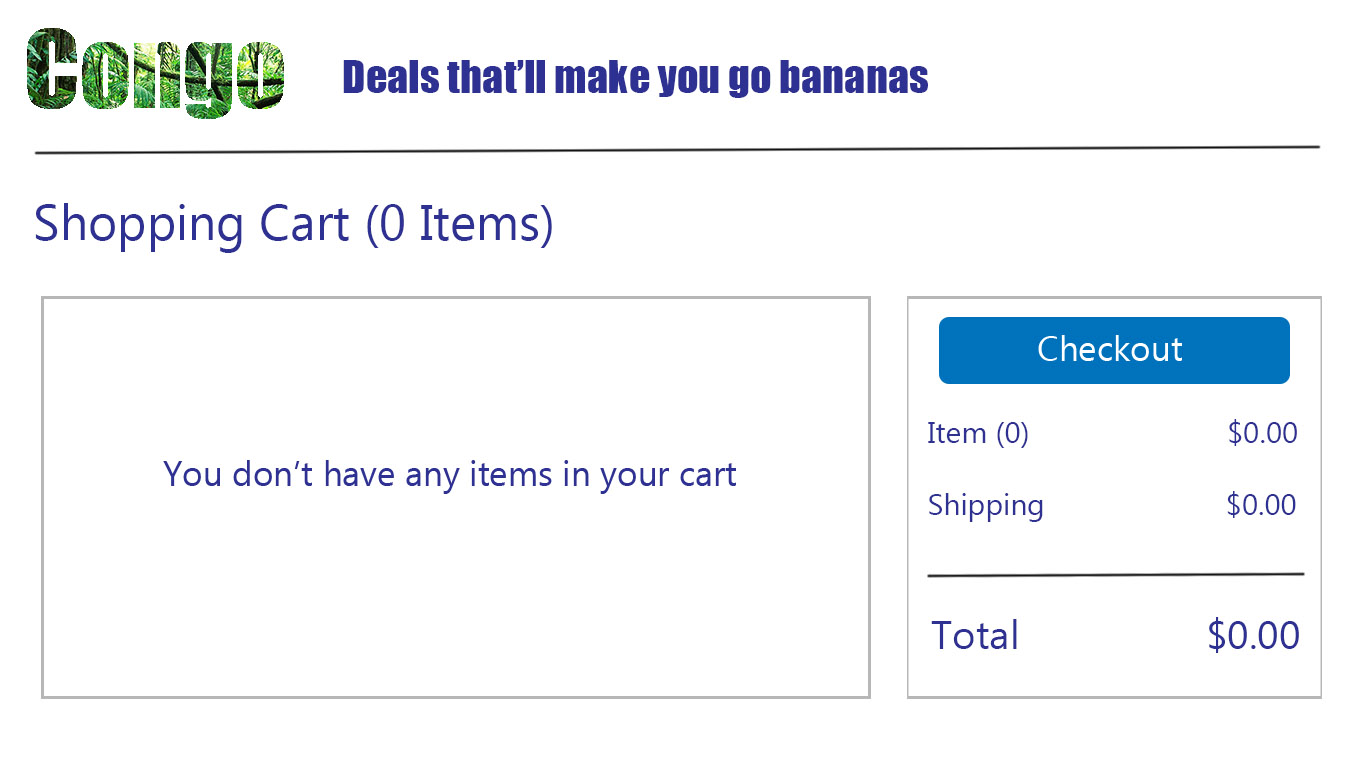 Congo
Deals that’ll make you go bananas
Shopping Cart (0 Items)
You don’t have any items in your cart
Checkout
Item (0) $0.00
Shipping $0.00
Total $0.00